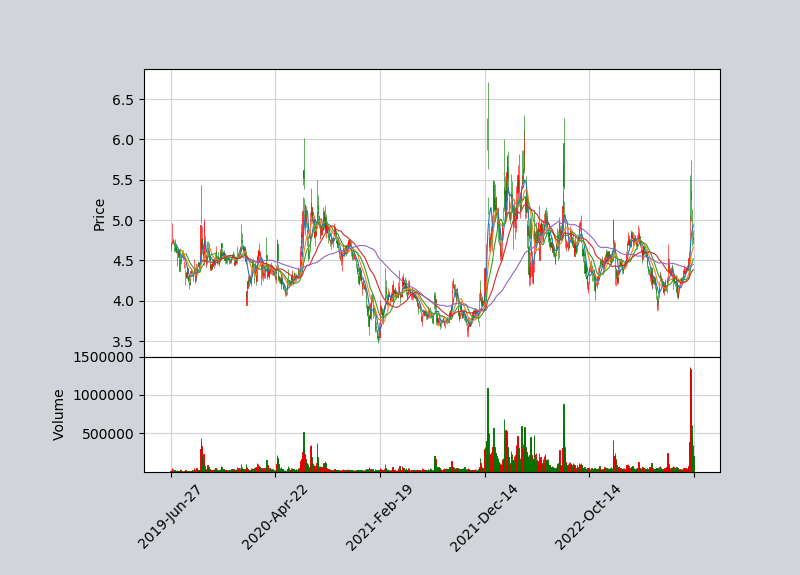 6.5
6.0
5.5
5.0
4.5
4.0
3.5
Price
1500000
1000000
500000
Volume
2019-Jun-27
2020-Apr-22
2021-Feb-19
2021-Dec-14
2022-Oct-14